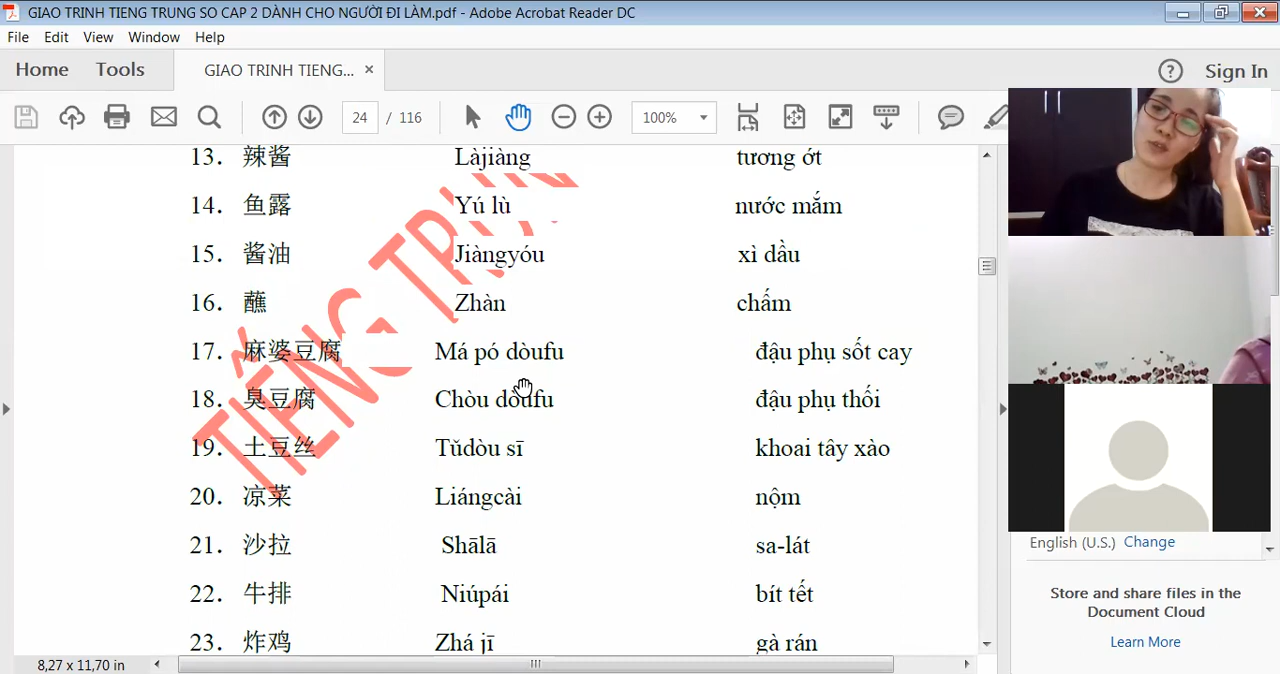 GIAO TRINH TIENG TRUNG SO CAP 2 DÀNH CHO NGƯỜI ĐI LÀM.pdf - Adobe Acrobat Reader DC
File Edit View Window Help
Home Tools GIAO TRINH TIENG... × ? Sign In
24 / 116 100%
13. 辣酱 Làjiàng tương ớt
14. 鱼露 Yú lù nước mắm
15. 酱油 Jiàngyóu xì dầu
16. 蘸 Zhàn chấm
17. 麻婆豆腐 Má pó dòufu đậu phụ sốt cay
18. 臭豆腐 Chòu dòufu đậu phụ thối
19. 土豆丝 Tǔdòu sī khoai tây xào
20. 凉菜 Liángcài nộm
21. 沙拉 Shālā sa-lát
22. 牛排 Niúpái bít tết
23. 炸鸡 Zhá jī gà rán
TIẾNG TRUNG
English (U.S.) Change
Store and share files in the
Document Cloud
Learn More
8,27 x 11,70 in